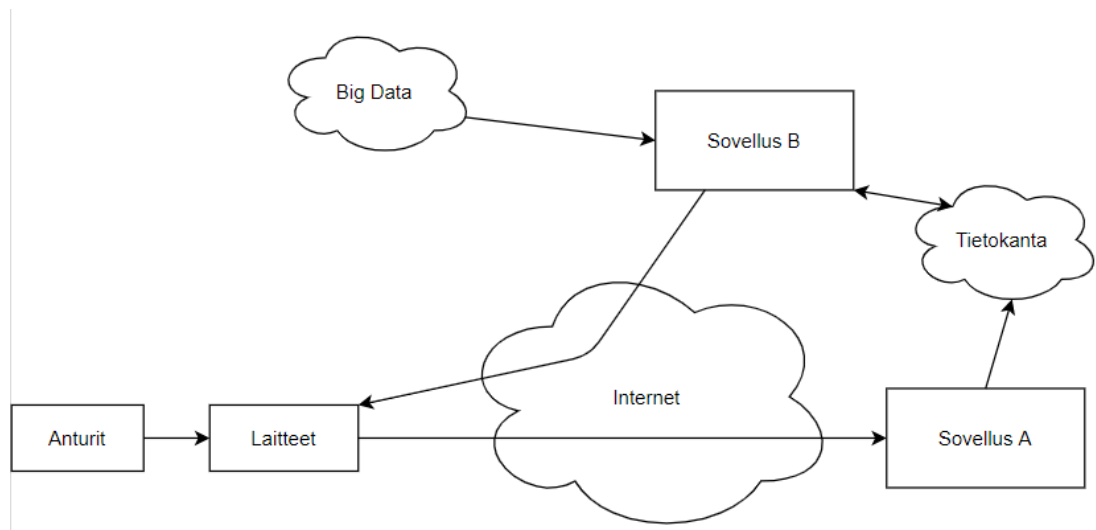 Big Data
Sovellus B
Tietokanta
Internet
Anturit
Laitteet
Sovellus A